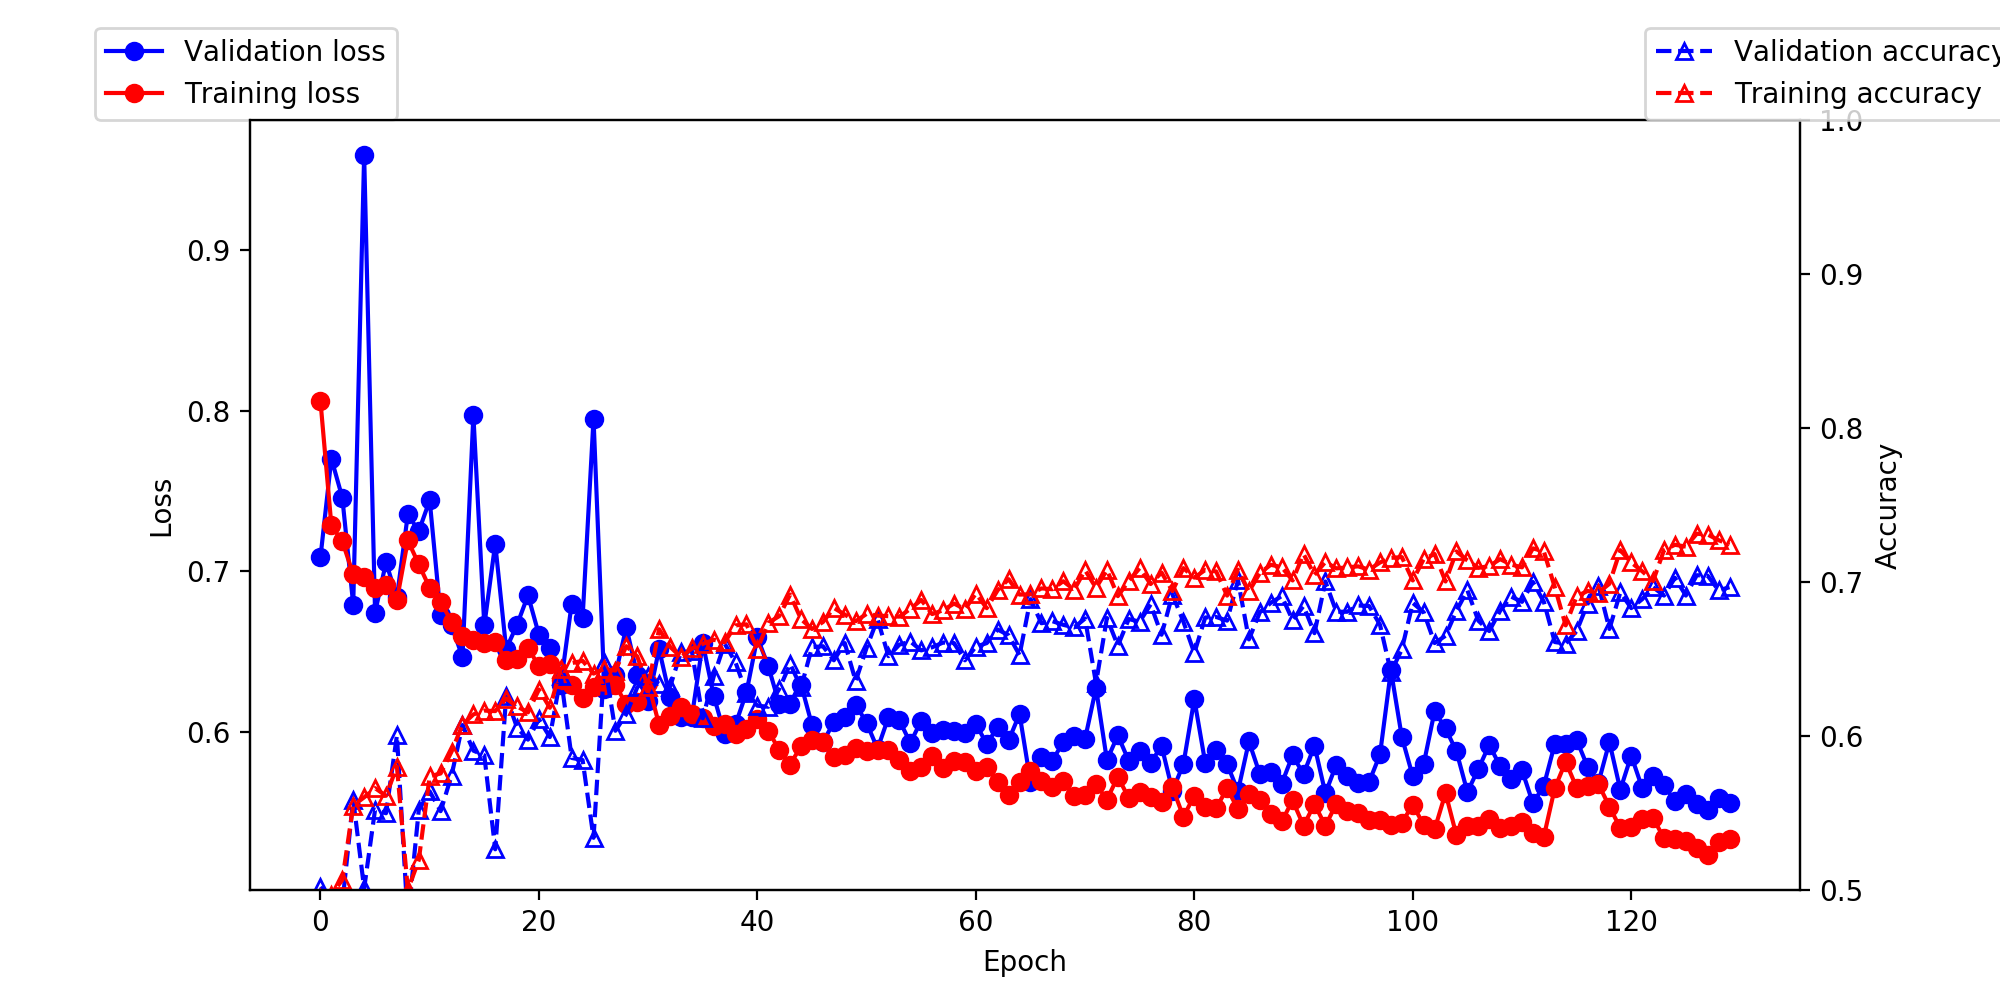 Validation loss
Training loss
Validation accuracy
Training accuracy
1.0
0.9
0.8
0.7
0.6
0.9
0.8
0.7
0.6
0.5
Loss
Accuracy
0 20 40 60 80 100 120
Epoch